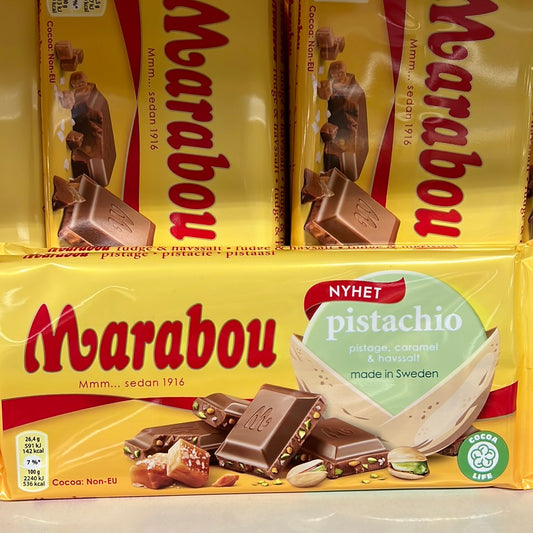 Cocoa: Non-EU
Marabou
Mmm... sedan 1916
Marabou
Mmm... sedan 1916
Cocoa: Non-EU
Marabou fudge & havssalt • fudge & havssalt
pistage • pistacie • pistaasi
Marabou
Mmm... sedan 1916
NYHET
pistachio
pistage, caramel
& havssalt
made in Sweden
26,4 g
591 kJ
142 kcal
7 %*
100 g
2240 kJ
536 kcal
Cocoa: Non-EU
COCOA
LIFE